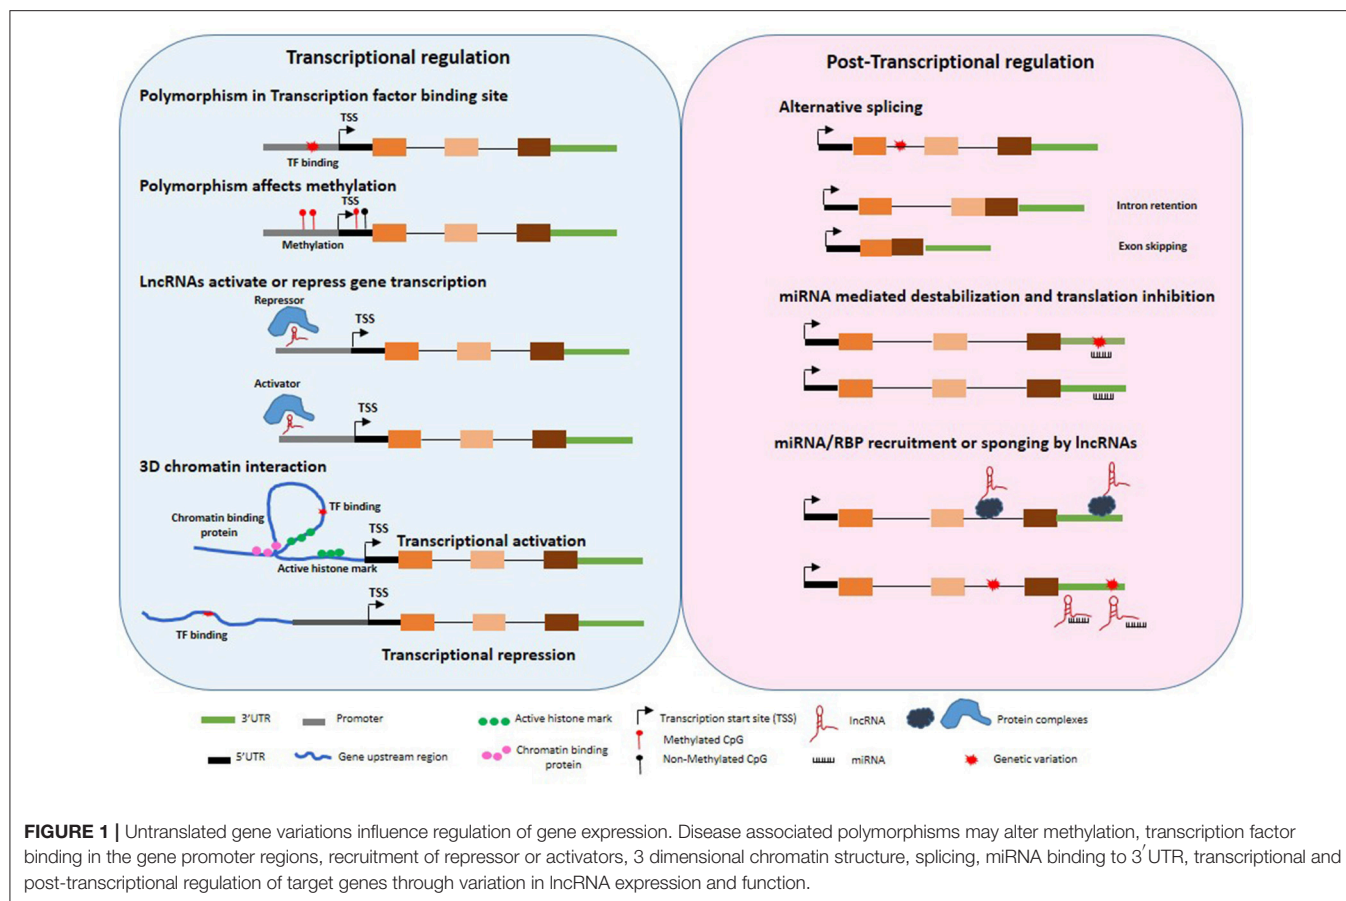 Transcriptional regulation
Polymorphism in Transcription factor binding site
TSS
TF binding
Polymorphism affects methylation
TSS
Methylation
LncRNAs activate or repress gene transcription
Repressor
TSS
Activator
TSS
3D chromatin interaction
TF binding
Chromatin binding
protein
TSS
Transcriptional activation
Active histone mark
TSS
TF binding
Transcriptional repression
Post-Transcriptional regulation
Alternative splicing
Intron retention
Exon skipping
miRNA mediated destabilization and translation inhibition
miRNA/RBP recruitment or sponging by lncRNAs
3'UTR
Promoter
Active histone mark
Transcription start site (TSS)
lncRNA
Protein complexes
Methylated CpG
5'UTR
Gene upstream region
Chromatin binding
protein
Non-Methylated CpG
miRNA
Genetic variation
FIGURE 1 | Untranslated gene variations influence regulation of gene expression. Disease associated polymorphisms may alter methylation, transcription factor
binding in the gene promoter regions, recruitment of repressor or activators, 3 dimensional chromatin structure, splicing, miRNA binding to 3′UTR, transcriptional and
post-transcriptional regulation of target genes through variation in lncRNA expression and function.